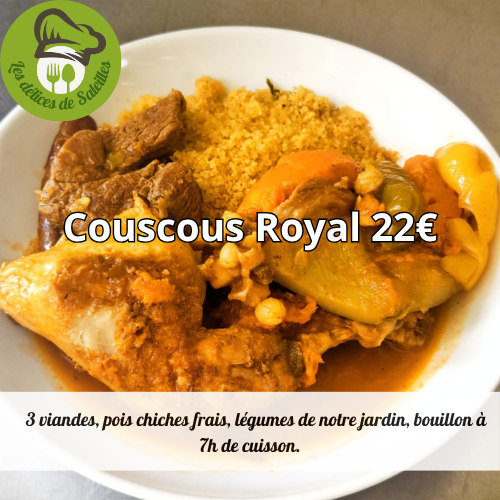 Les délices de Saleilles
Couscous Royal 22€
3 viandes, pois chiches frais, légumes de notre jardin, bouillon à
7h de cuisson.